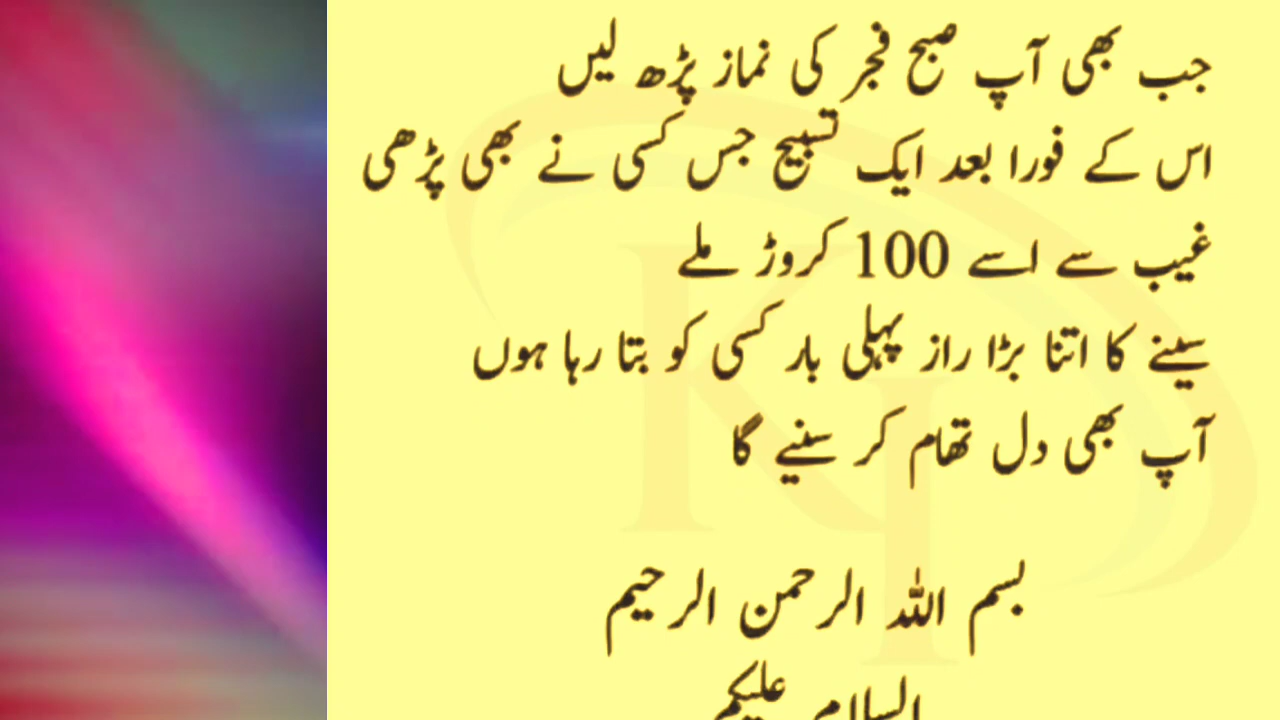 جب بھی آپ صبح فجر کی نماز پڑھ لیں
اس کے فورا بعد ایک تسبیح جس کسی نے بھی پڑھی
غیب سے اسے 100 کروڑ ملے
سینے کا اتنا بڑا راز پہلی بار کسی کو بتا رہا ہوں
آپ بھی دل تھام کر سنیے گا
بسم اللہ الرحمن الرحیم
السلام علیکم